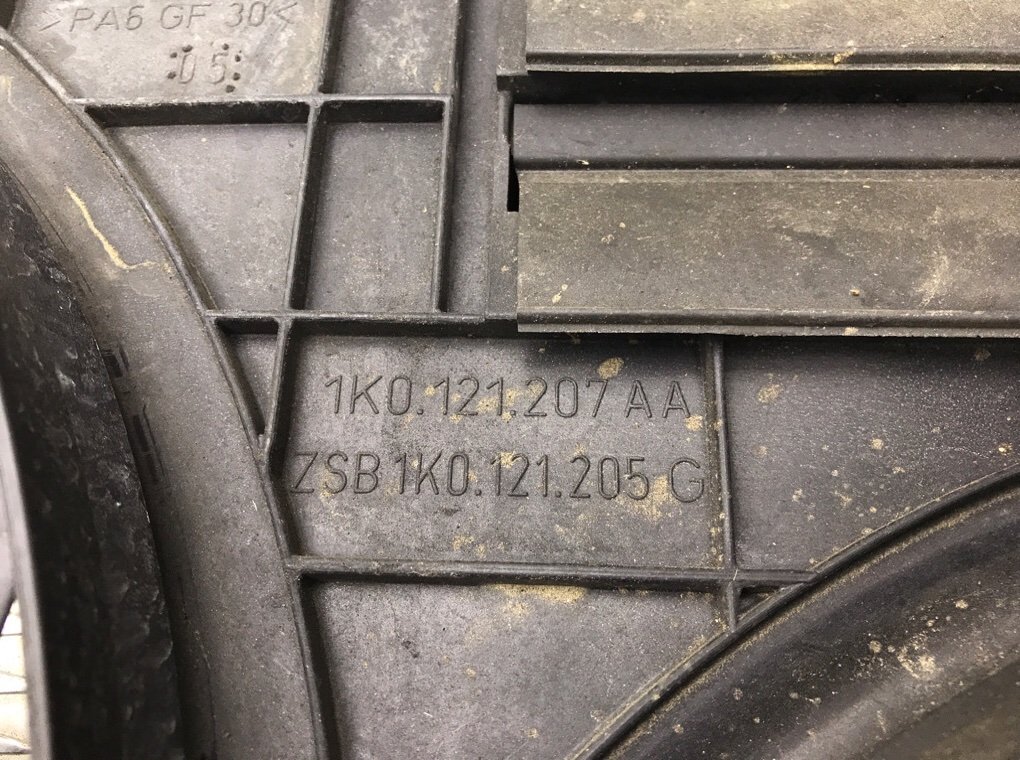 >PA6 GF 30<
05
1K0.121.207 AA
ZSB 1K0.121.205 G